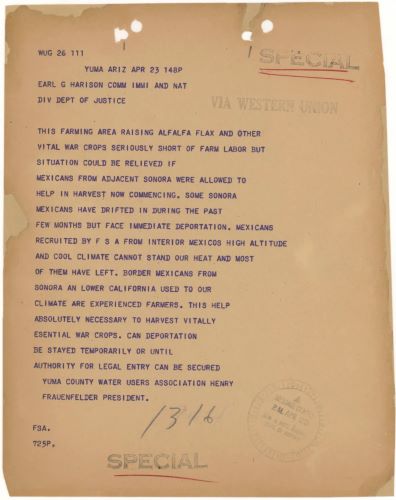 WUG 26 111
SPECIAL
YUMA ARIZ APR 23 148P
EARL G HARISON COMM IMMI AND NAT
DIV DEPT OF JUSTICE
VIA WESTERN UNION
THIS FARMING AREA RAISING ALFALFA FLAX AND OTHER
VITAL WAR CROPS SERIOUSLY SHORT OF FARM LABOR BUT
SITUATION COULD BE RELIEVED IF
MEXICANS FROM ADJACENT SONORA WERE ALLOWED TO
HELP IN HARVEST NOW COMMENCING. SOME SONORA
MEXICANS HAVE DRIFTED IN DURING THE PAST
FEW MONTHS BUT FACE IMMEDIATE DEPORTATION. MEXICANS
RECRUITED BY F S A FROM INTERIOR MEXICOS HIGH ALTITUDE
AND COOL CLIMATE CANNOT STAND OUR HEAT AND MOST
OF THEM HAVE LEFT. BORDER MEXICANS FROM
SONORA AN LOWER CALIFORNIA USED TO OUR
CLIMATE ARE EXPERIENCED FARMERS. THIS HELP
ABSOLUTELY NECESSARY TO HARVEST VITALLY
ESENTIAL WAR CROPS. CAN DEPORTATION
BE STAYED TEMPORARILY OR UNTIL
AUTHORITY FOR LEGAL ENTRY CAN BE SECURED
YUMA COUNTY WATER USERS ASSOCIATION HENRY
FRAUENFELDER PRESIDENT.
1316
FSA.
725P.
SPECIAL